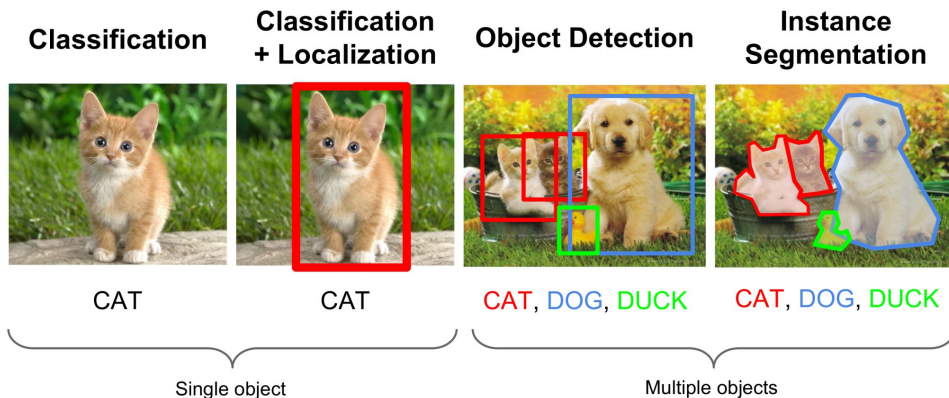 Classification
Classification
+ Localization
Object Detection
Instance
Segmentation
CAT
CAT
CAT, DOG, DUCK
CAT, DOG, DUCK
Single object
Multiple objects